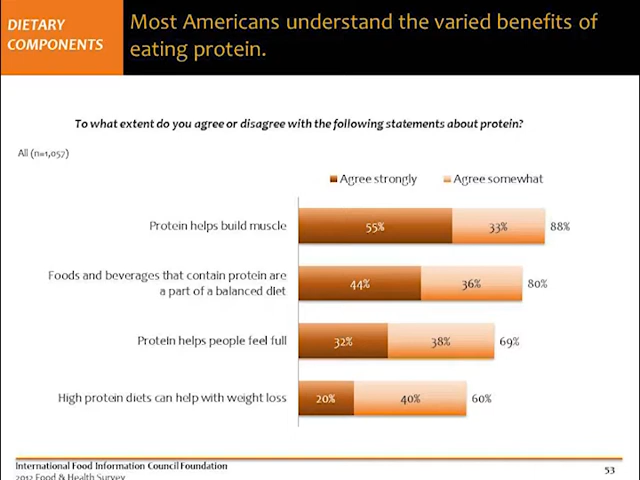 DIETARY
COMPONENTS
Most Americans understand the varied benefits of
eating protein.
To what extent do you agree or disagree with the following statements about protein?
All (n=1,057)
Agree strongly Agree somewhat
Protein helps build muscle 55% 33% 88%
Foods and beverages that contain protein are
a part of a balanced diet 44% 36% 80%
Protein helps people feel full 32% 38% 69%
High protein diets can help with weight loss 20% 40% 60%
International Food Information Council Foundation
2012 Food & Health Survey
53